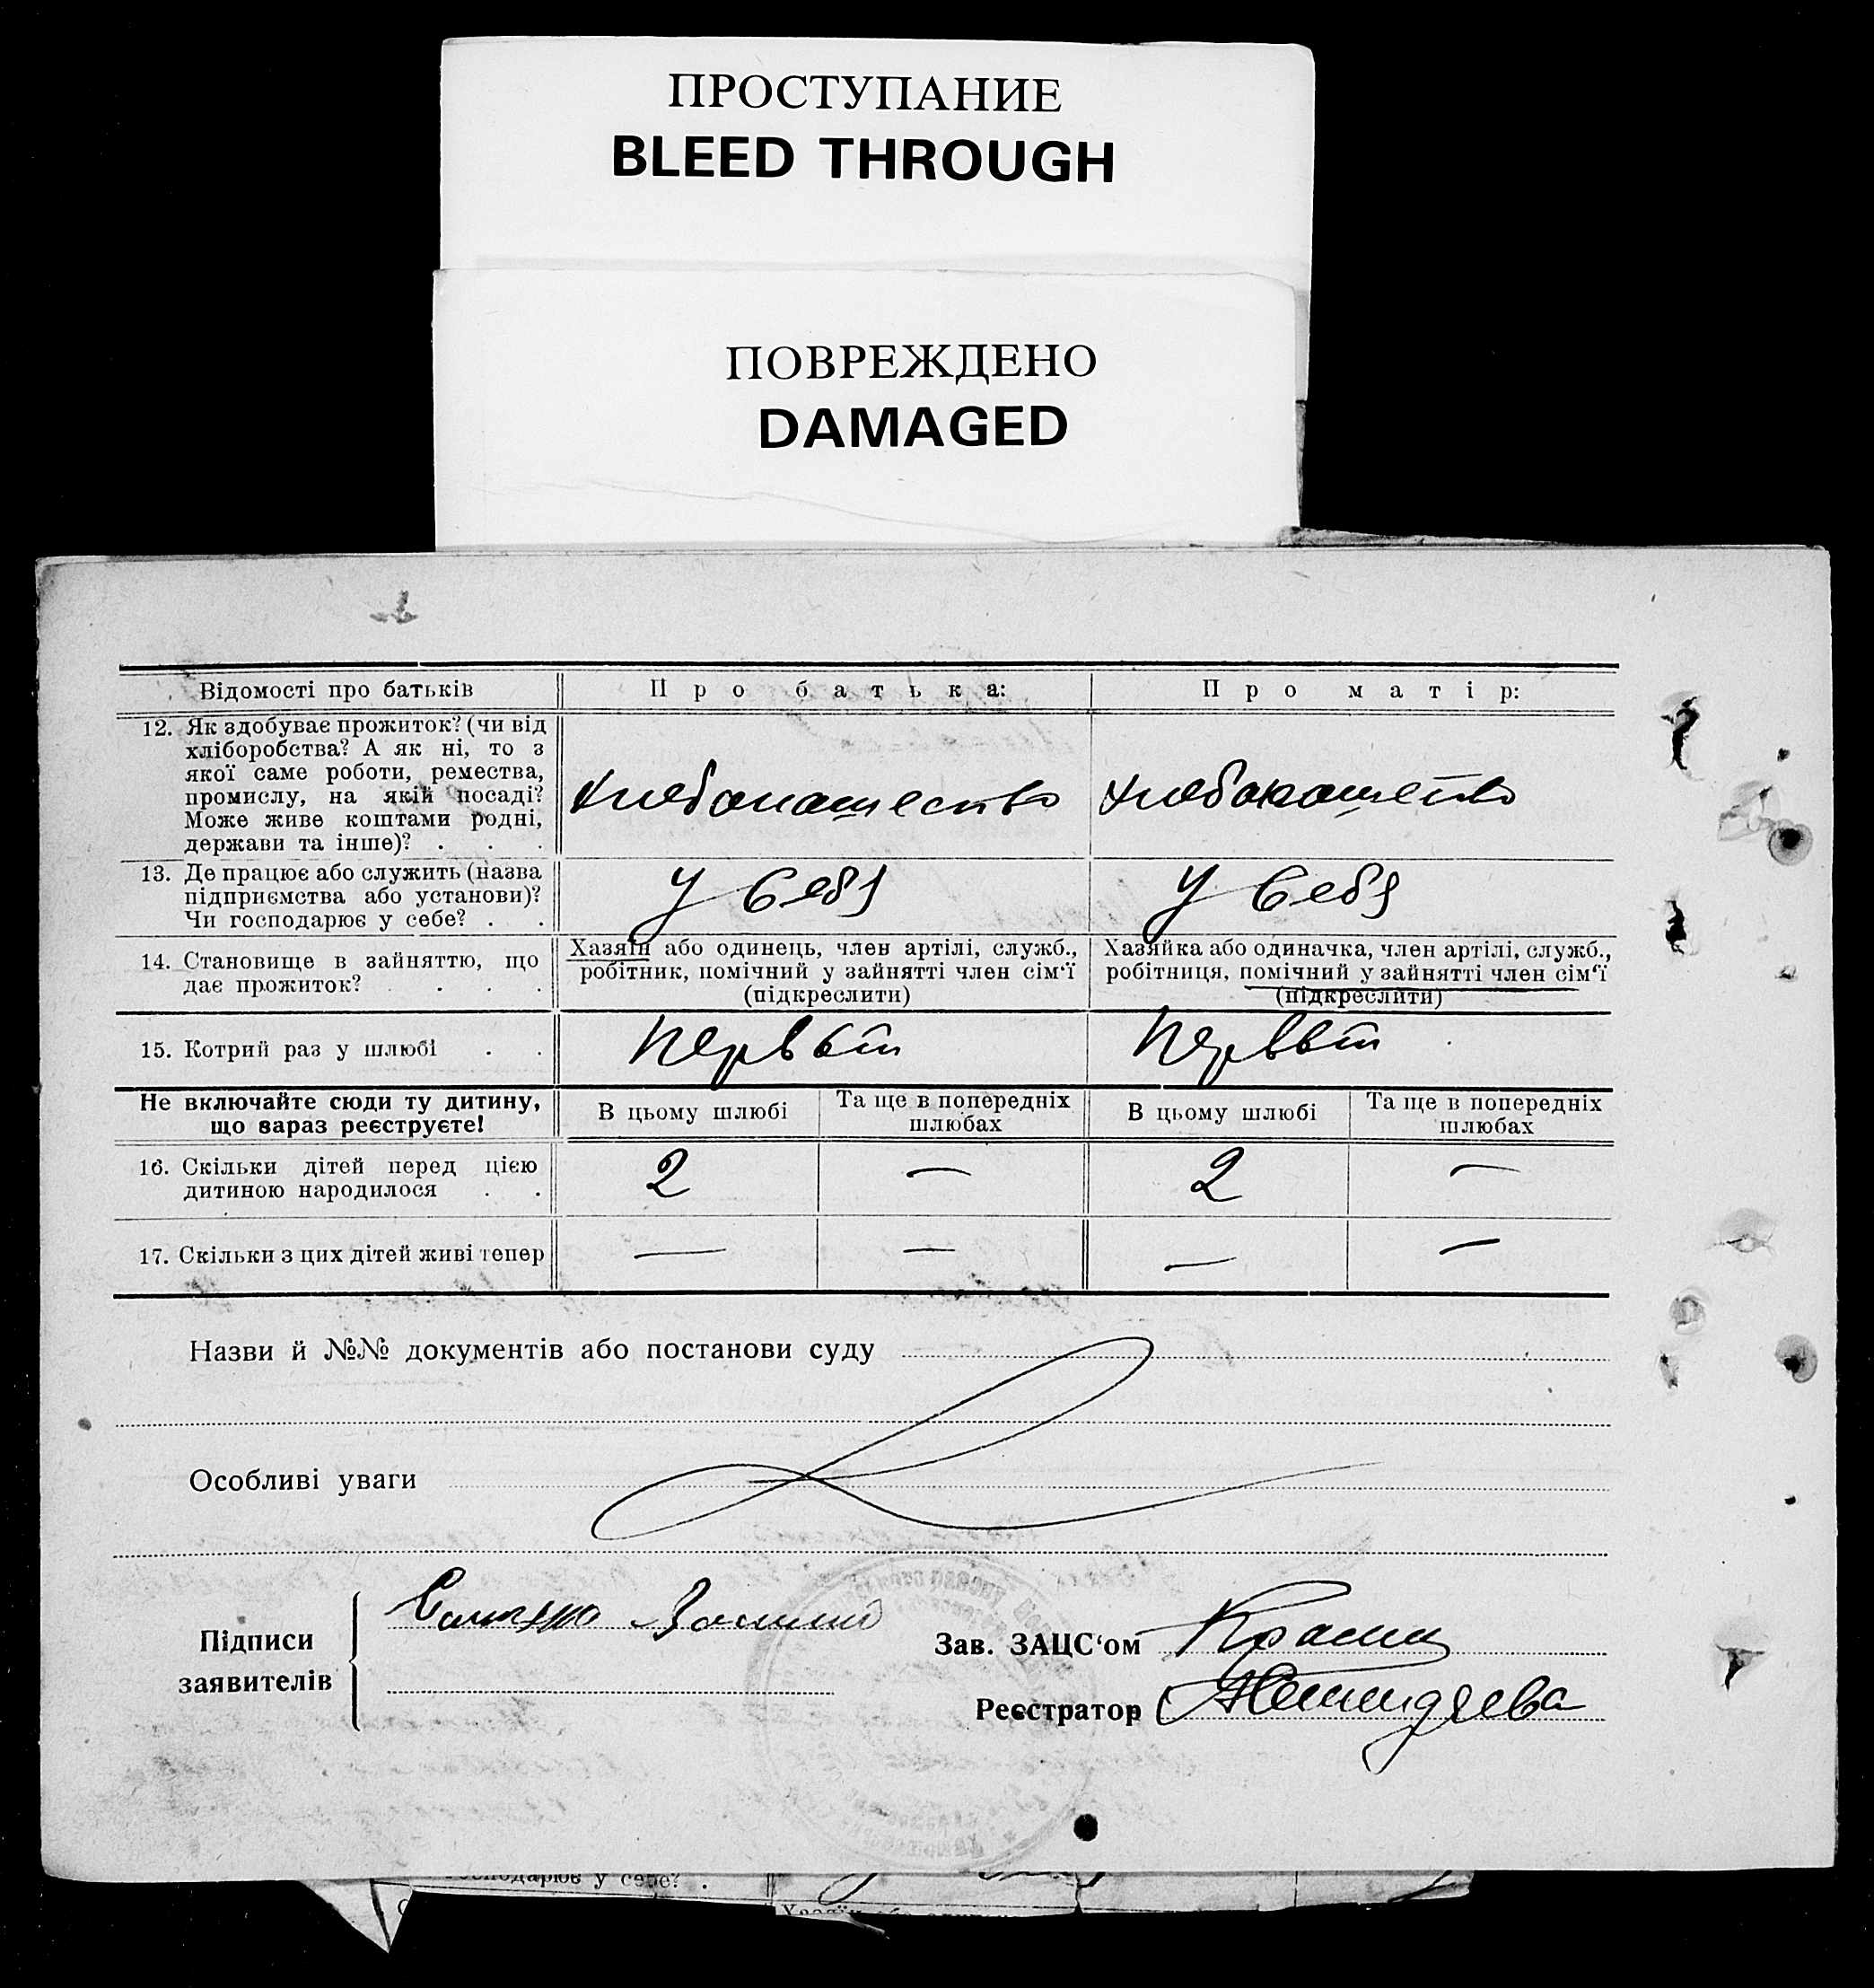 ПРОСТУПАНИЕ
BLEED THROUGH
ПОВРЕЖДЕНО
DAMAGED
Відомості про батьків
Про батька:
Про матір:
12. Як здобуває прожиток? (чи від
хліборобства? А як ні, то з
якої саме роботи, ремества,
промислу, на якій посаді?
Може живе коштами родні,
держави та інше)? . . .
хлебопашество
хлебопашество
13. Де працює або служить (назва
підприємства або установи)?
Чи господарює у себе? . .
у себя
у себя
14. Становище в зайняттю, що
дає прожиток? . . . .
Хазяїн або одинець, член артілі, служб.,
робітник, помічний у зайнятті член сім'ї
(підкреслити)
Хазяйка або одиначка, член артілі, служб.,
робітниця, помічний у зайнятті член сім'ї
(підкреслити)
15. Котрий раз у шлюбі . .
первый
первый
Не включайте сюди ту дитину,
що зараз реєструєте!
В цьому шлюбі
Та ще в попередніх
шлюбах
В цьому шлюбі
Та ще в попередніх
шлюбах
16. Скільки дітей перед цією
дитиною народилося . .
2
—
2
—
17. Скільки з цих дітей живі тепер
—
—
—
—
Назви й №№ документів або постанови суду
Особливі уваги
Підписи
заявителів
Зав. ЗАЦС'ом
Реєстратор
господарює у себе? .